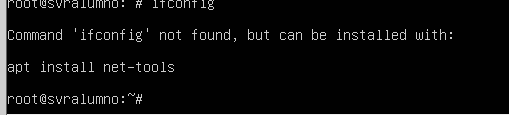 root@svralumno: # ifconfig
Command 'ifconfig' not found, but can be installed with:
apt install net-tools
root@svralumno:~#